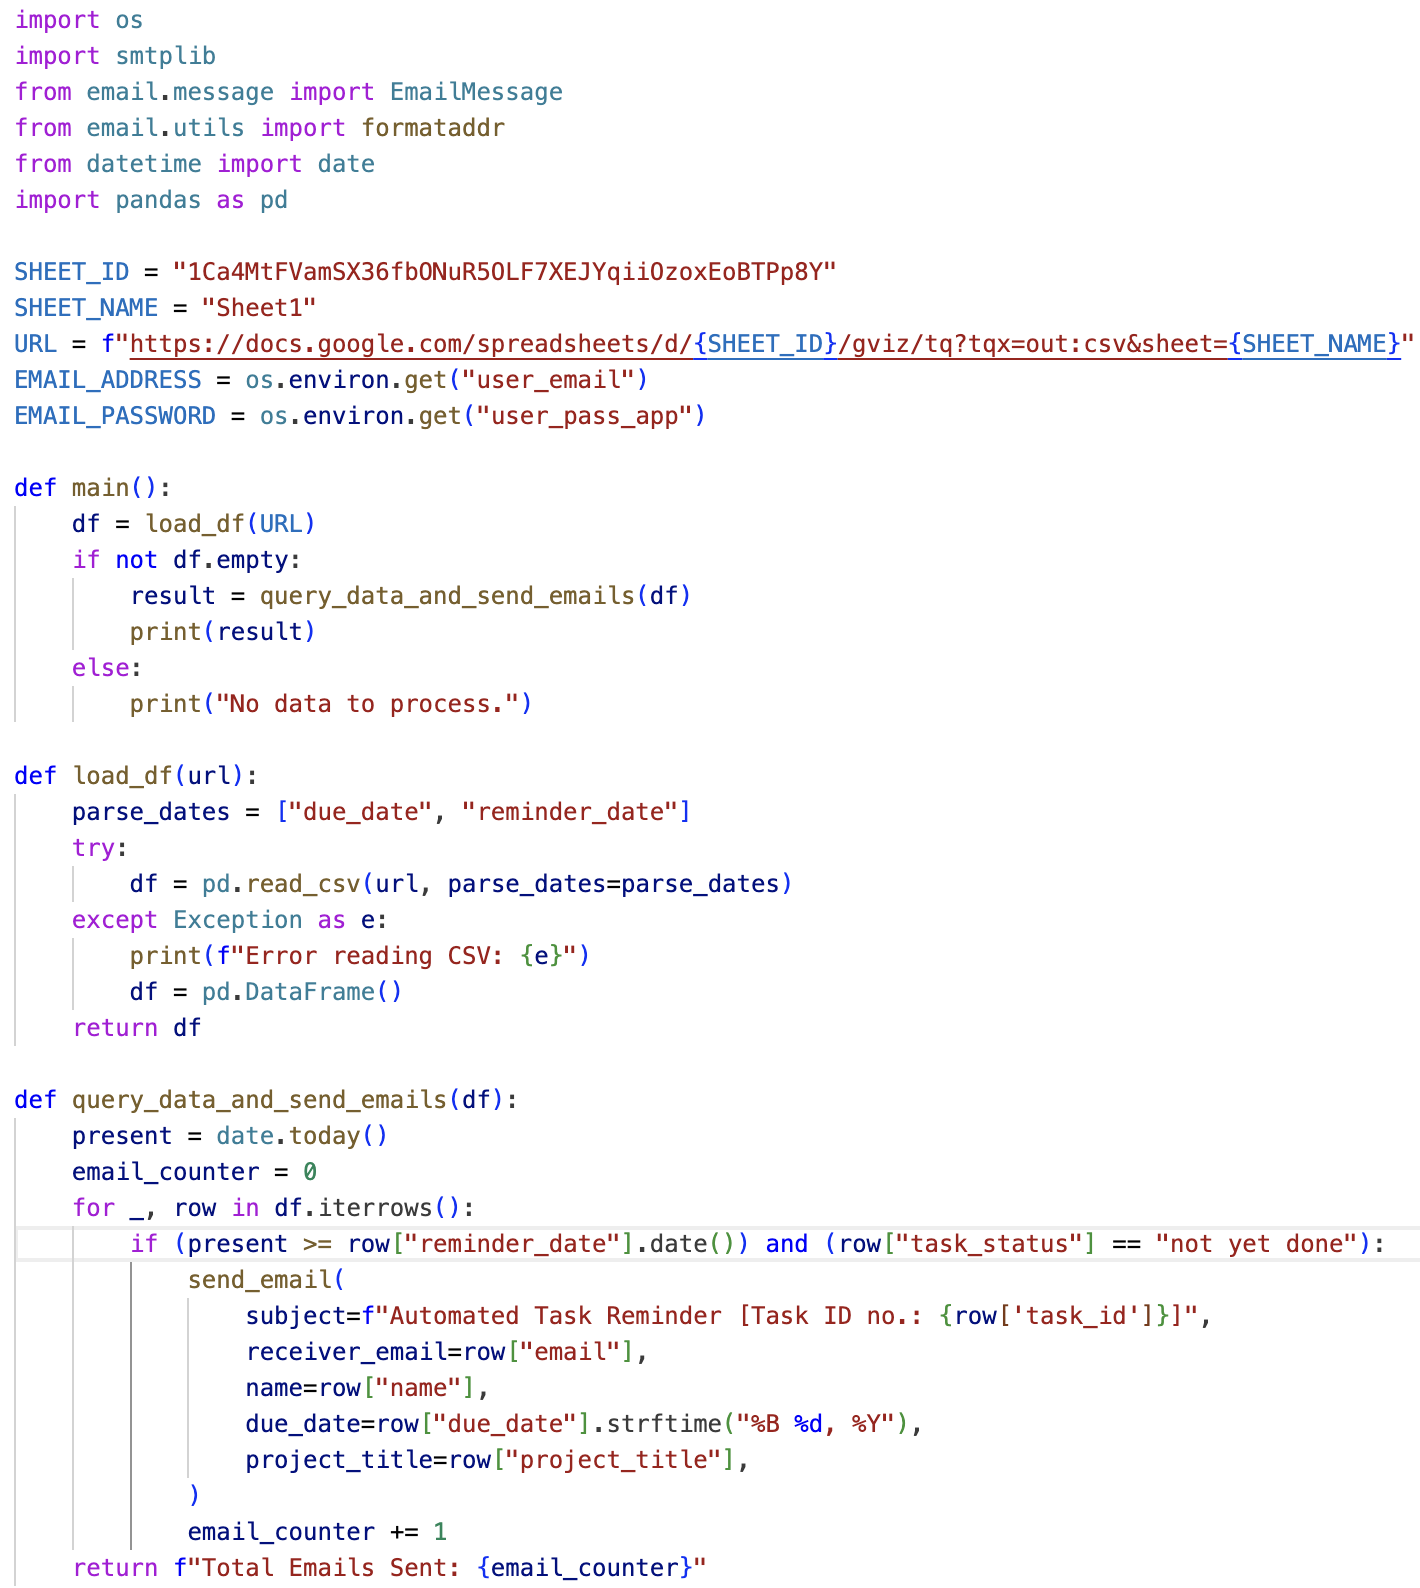 import os
import smtplib
from email.message import EmailMessage
from email.utils import formataddr
from datetime import date
import pandas as pd

SHEET_ID = "1Ca4MtFVamSX36fbONuR5OLF7XEJYqiiOzoxEoBTPp8Y"
SHEET_NAME = "Sheet1"
URL = f"https://docs.google.com/spreadsheets/d/{SHEET_ID}/gviz/tq?tqx=out:csv&sheet={SHEET_NAME}"
EMAIL_ADDRESS = os.environ.get("user_email")
EMAIL_PASSWORD = os.environ.get("user_pass_app")

def main():
    df = load_df(URL)
    if not df.empty:
        result = query_data_and_send_emails(df)
        print(result)
    else:
        print("No data to process.")

def load_df(url):
    parse_dates = ["due_date", "reminder_date"]
    try:
        df = pd.read_csv(url, parse_dates=parse_dates)
    except Exception as e:
        print(f"Error reading CSV: {e}")
        df = pd.DataFrame()
    return df

def query_data_and_send_emails(df):
    present = date.today()
    email_counter = 0
    for _, row in df.iterrows():
        if (present >= row["reminder_date"].date()) and (row["task_status"] == "not yet done"):
            send_email(
                subject=f"Automated Task Reminder [Task ID no.: {row['task_id']}]",
                receiver_email=row["email"],
                name=row["name"],
                due_date=row["due_date"].strftime("%B %d, %Y"),
                project_title=row["project_title"],
            )
            email_counter += 1
    return f"Total Emails Sent: {email_counter}"